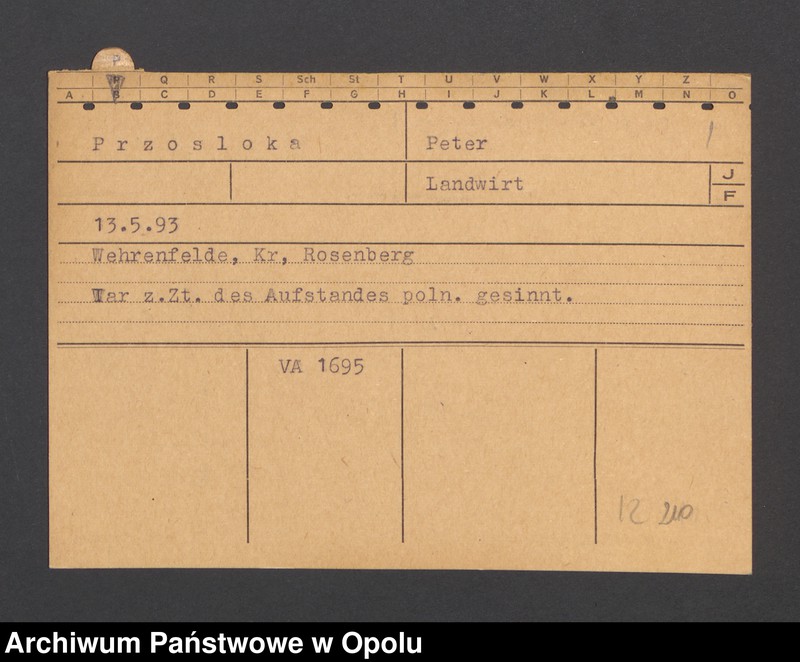 P
P Q R S Sch St T U V W X Y Z
A B C D E F G H I J K L M N O
Przosloka Peter
Landwirt J
F
13.5.93
Wehrenfelde, Kr, Rosenberg
War z.Zt. des Aufstandes poln. gesinnt.
VA 1695
12 210
Archiwum Państwowe w Opolu